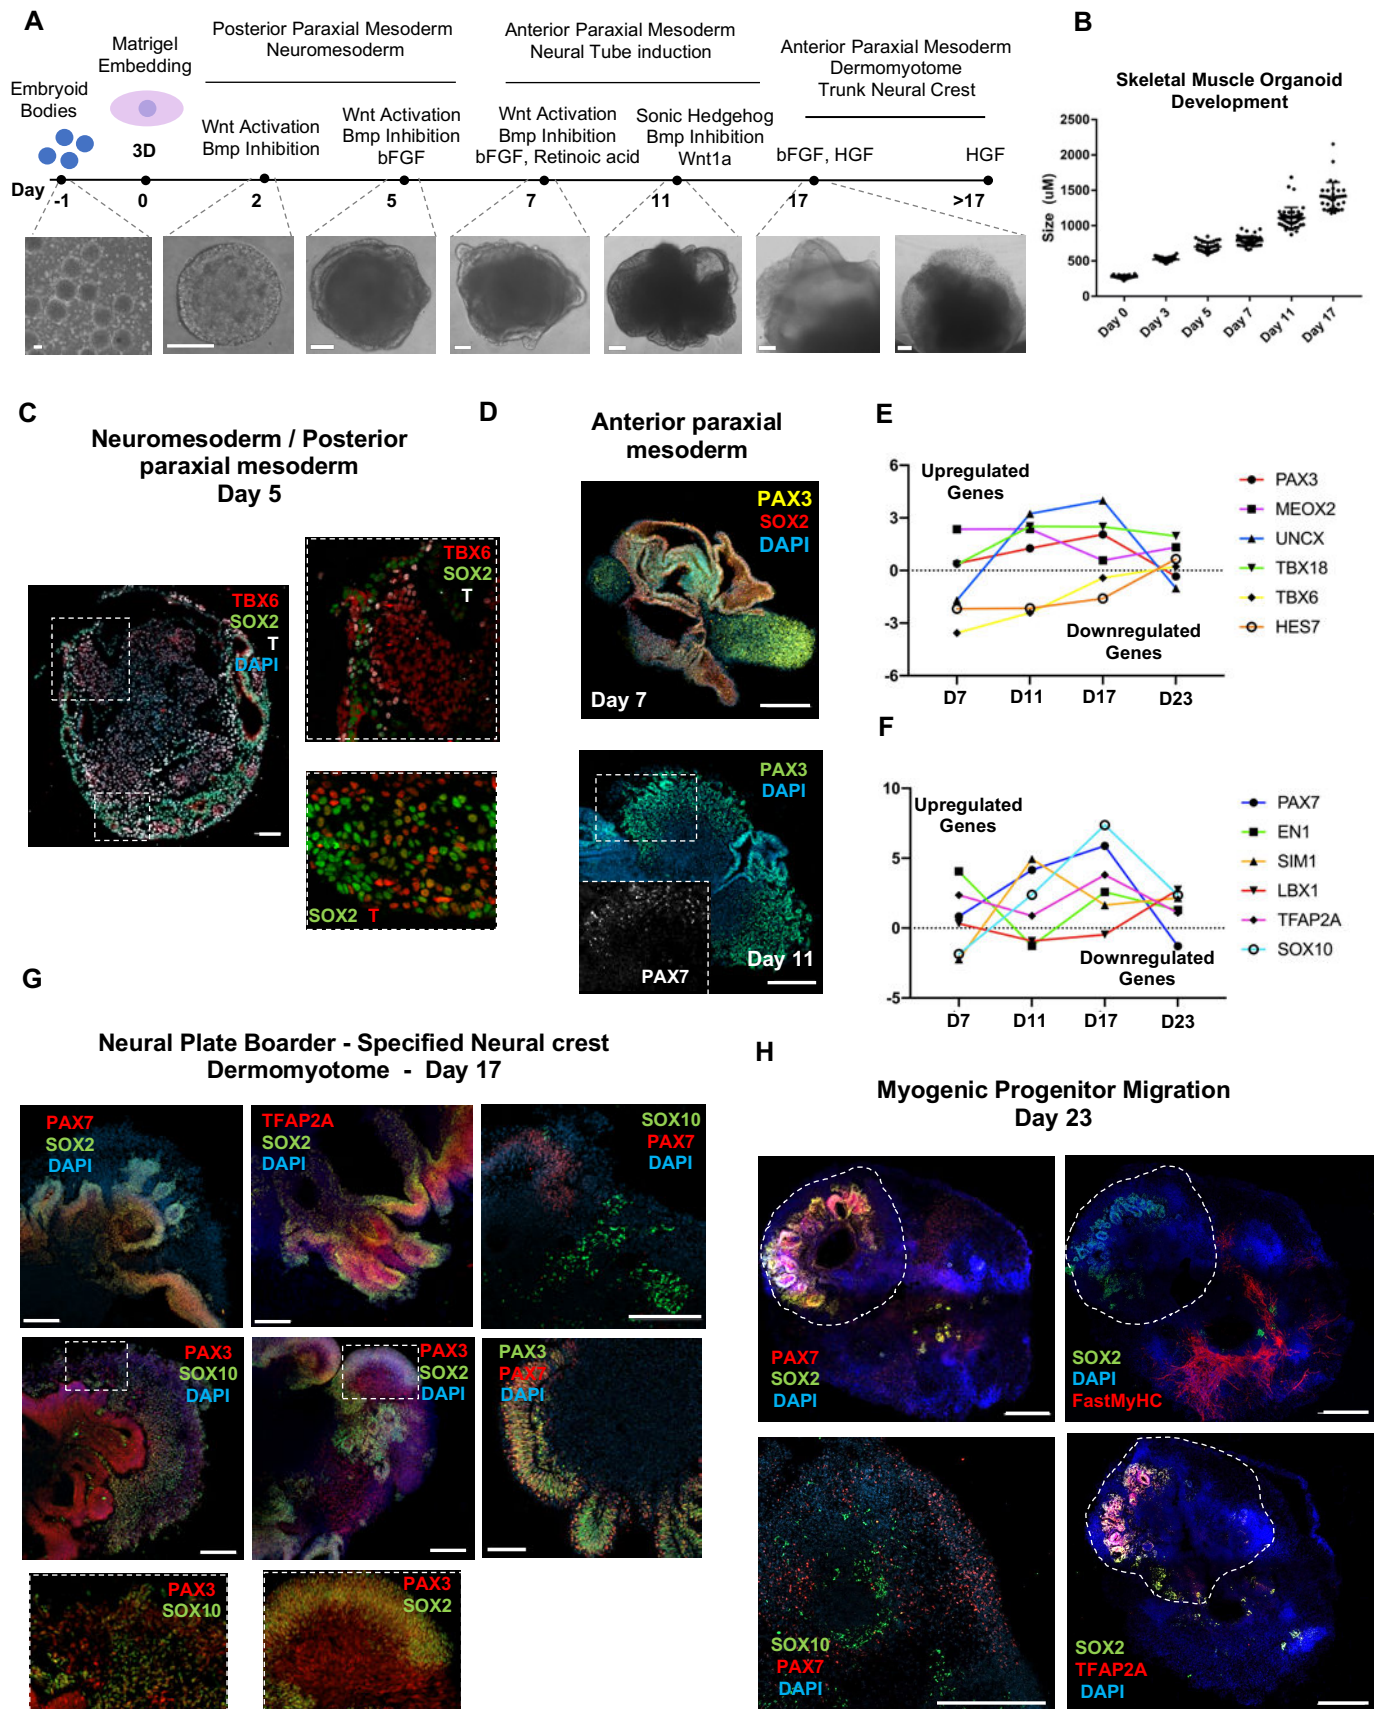 A
Embryoid
Bodies
Matrigel
Embedding
3D
Posterior Paraxial Mesoderm
Neuromesoderm
Anterior Paraxial Mesoderm
Neural Tube induction
Anterior Paraxial Mesoderm
Dermomyotome
Trunk Neural Crest
Wnt Activation
Bmp Inhibition
Wnt Activation
Bmp Inhibition
bFGF
Wnt Activation
Bmp Inhibition
bFGF, Retinoic acid
Sonic Hedgehog
Bmp Inhibition
Wnt1a
bFGF, HGF
HGF
Day
-1
0
2
5
7
11
17
>17
B
Skeletal Muscle Organoid
Development
Size (uM)
2500
2000
1500
1000
500
0
Day 0
Day 3
Day 5
Day 7
Day 11
Day 17
C
Neuromesoderm / Posterior
paraxial mesoderm
Day 5
TBX6
SOX2
T
DAPI
TBX6
SOX2
T
SOX2 T
D
Anterior paraxial
mesoderm
PAX3
SOX2
DAPI
Day 7
PAX3
DAPI
Day 11
PAX7
E
6
3
0
-3
-6
Upregulated
Genes
Downregulated
Genes
D7
D11
D17
D23
PAX3
MEOX2
UNCX
TBX18
TBX6
HES7
F
10
5
0
-5
Upregulated
Genes
Downregulated
Genes
D7
D11
D17
D23
PAX7
EN1
SIM1
LBX1
TFAP2A
SOX10
G
Neural Plate Boarder - Specified Neural crest
Dermomyotome - Day 17
PAX7
SOX2
DAPI
TFAP2A
SOX2
DAPI
SOX10
PAX7
DAPI
PAX3
SOX10
DAPI
PAX3
SOX2
DAPI
PAX3
PAX7
DAPI
PAX3
SOX10
PAX3
SOX2
H
Myogenic Progenitor Migration
Day 23
PAX7
SOX2
DAPI
SOX2
DAPI
FastMyHC
SOX10
PAX7
DAPI
SOX2
TFAP2A
DAPI